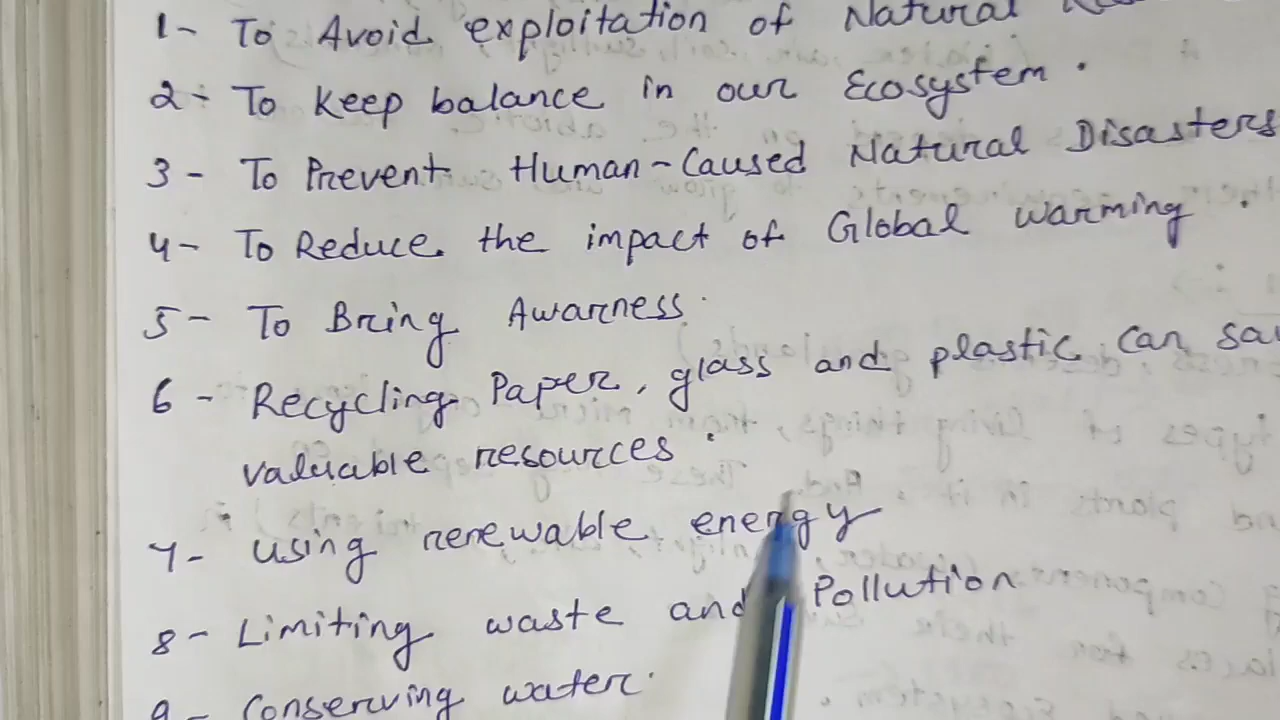 1- To Avoid exploitation of Natural
2- To Keep balance in our Ecosystem.
3- To Prevent Human-Caused Natural Disasters
4- To Reduce the impact of Global warming.
5- To Bring Awarness.
6- Recycling Paper, glass and plastic can
valuable resources.
7- using renewable energy
8- Limiting waste and Pollution
9- Conserving water.